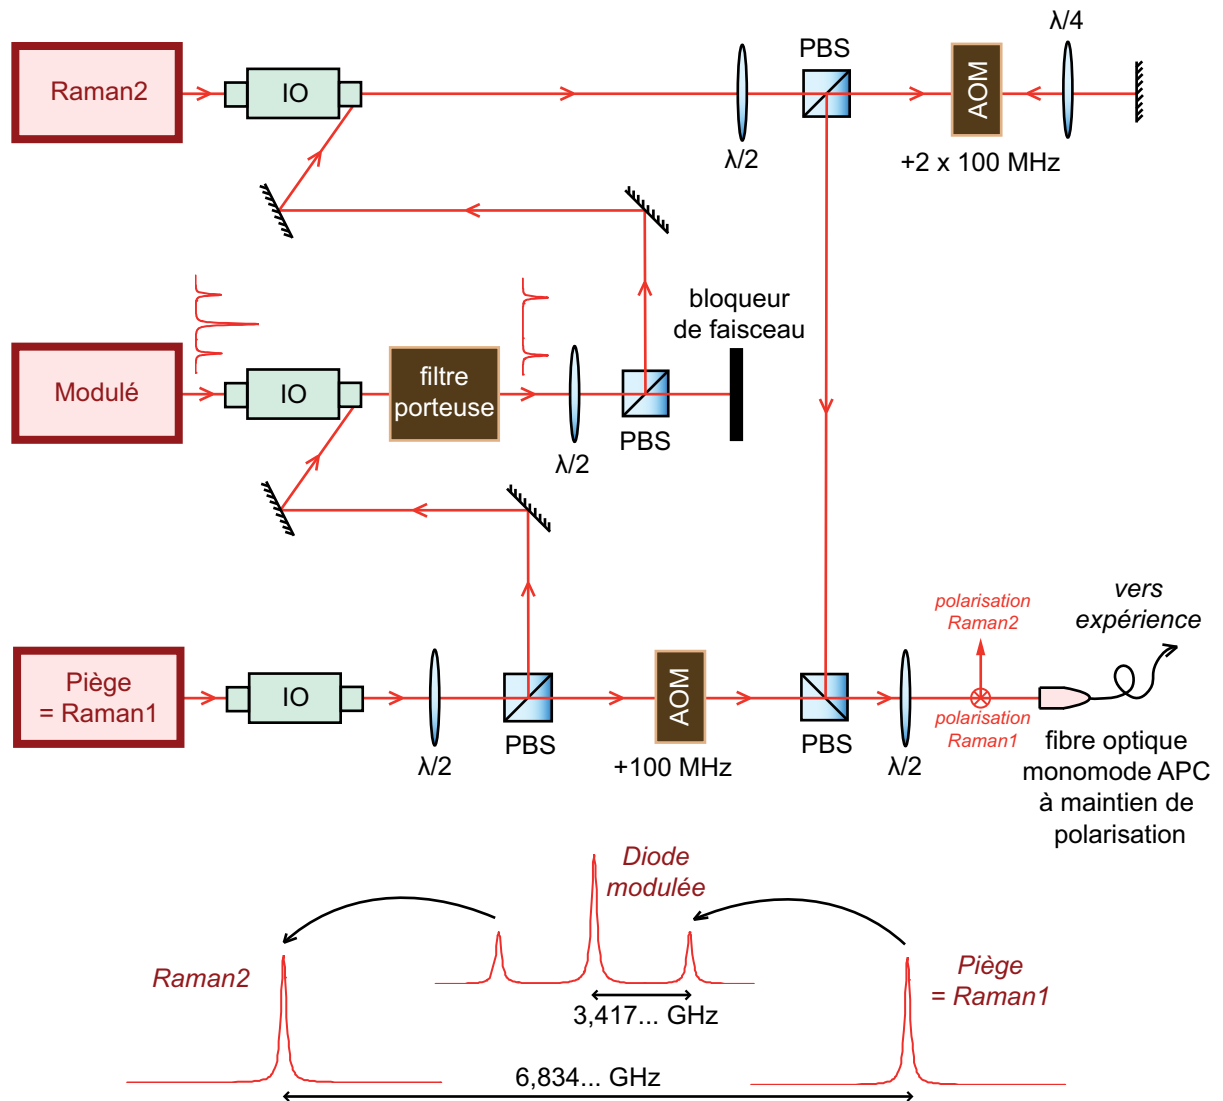 PBS
λ/4
Raman2
IO
AOM
λ/2
+2 x 100 MHz
bloqueur
de faisceau
Modulé
IO
filtre
porteuse
λ/2
PBS
polarisation
Raman2
vers
expérience
Piège
= Raman1
IO
AOM
polarisation
Raman1
λ/2
PBS
+100 MHz
PBS
λ/2
fibre optique
monomode APC
à maintien de
polarisation
Diode
modulée
Raman2
Piège
= Raman1
3,417... GHz
6,834... GHz